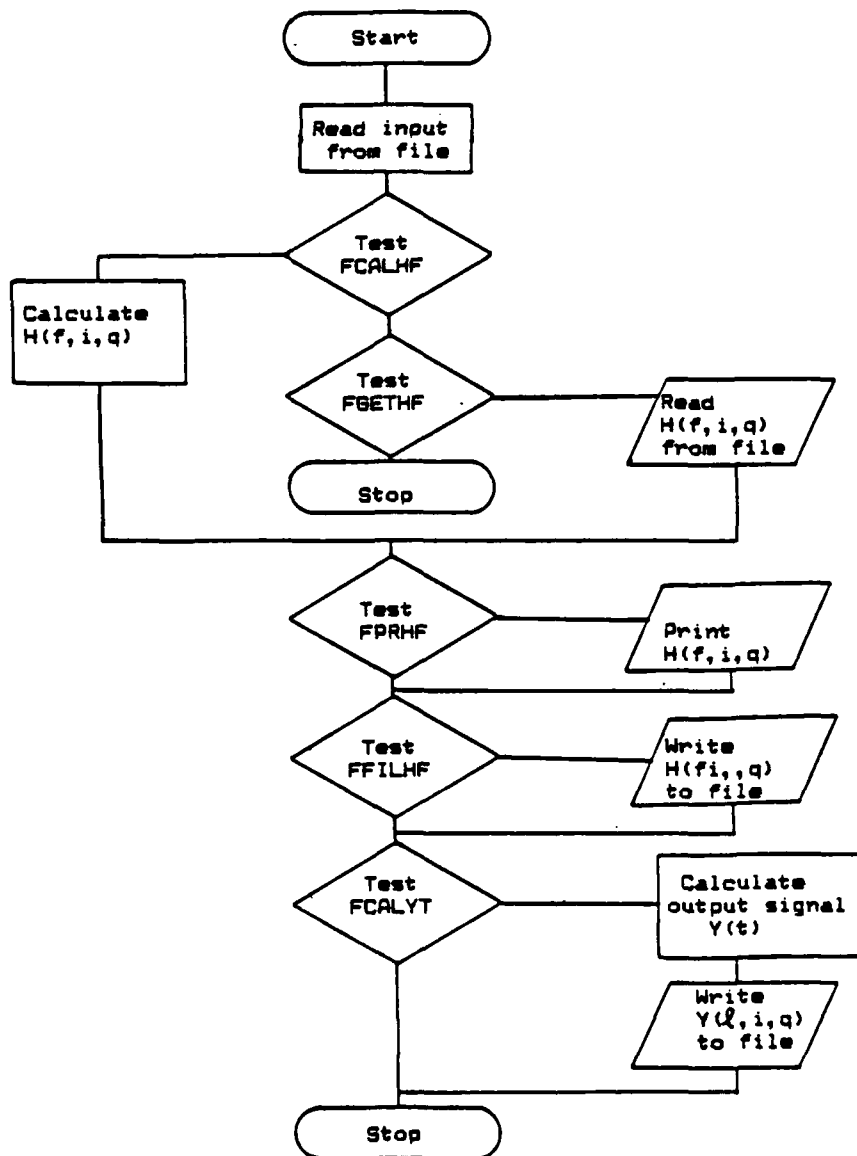 Start
Read input
from file
Test
FCALHF
Calculate
H(f,i,q)
Test
FGETHF
Read
H(f,i,q)
from file
Stop
Test
FPRHF
Print
H(f,i,q)
Test
FFILHF
Write
H(fi,,q)
to file
Test
FCALYT
Calculate
output signal
Y(t)
Write
Y(ℓ,i,q)
to file
Stop